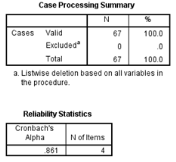 Case Processing Summary
N %
Cases Valid 67 100.0
Excludedᵃ 0 .0
Total 67 100.0
a. Listwise deletion based on all variables in
the procedure.
Reliability Statistics
Cronbach's
Alpha N of Items
.861 4